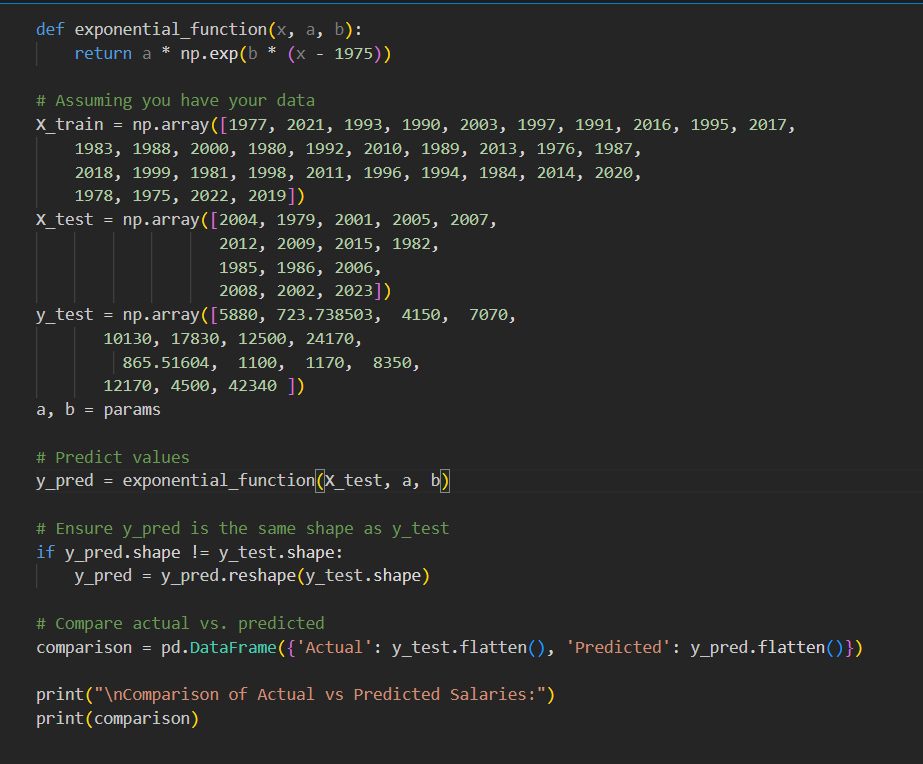 def exponential_function(x, a, b):
    return a * np.exp(b * (x - 1975))
# Assuming you have your data
X_train = np.array([1977, 2021, 1993, 1990, 2003, 1997, 1991, 2016, 1995, 2017,
    1983, 1988, 2000, 1980, 1992, 2010, 1989, 2013, 1976, 1987,
    2018, 1999, 1981, 1998, 2011, 1996, 1994, 1984, 2014, 2020,
    1978, 1975, 2022, 2019])
X_test = np.array([2004, 1979, 2001, 2005, 2007,
                   2012, 2009, 2015, 1982,
                   1985, 1986, 2006,
                   2008, 2002, 2023])
y_test = np.array([5880, 723.738503,  4150,  7070,
       10130, 17830, 12500, 24170,
         865.51604,  1100,  1170,  8350,
       12170, 4500, 42340 ])
a, b = params
# Predict values
y_pred = exponential_function(X_test, a, b)
# Ensure y_pred is the same shape as y_test
if y_pred.shape != y_test.shape:
    y_pred = y_pred.reshape(y_test.shape)
# Compare actual vs. predicted
comparison = pd.DataFrame({'Actual': y_test.flatten(), 'Predicted': y_pred.flatten()})
print("\nComparison of Actual vs Predicted Salaries:")
print(comparison)